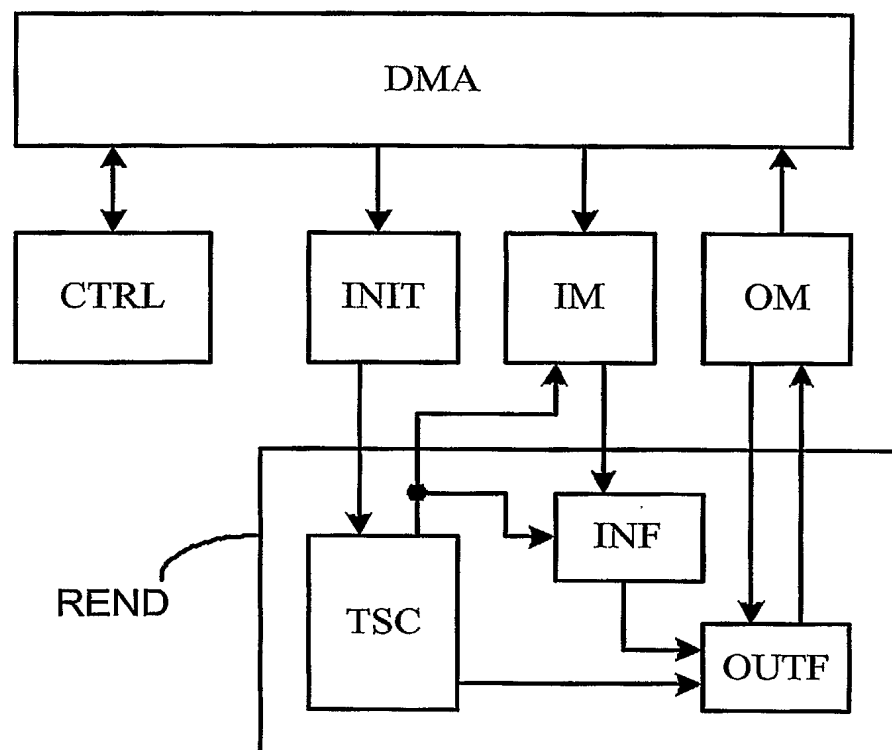 DMA
CTRL
INIT
IM
OM
INF
REND
TSC
OUTF